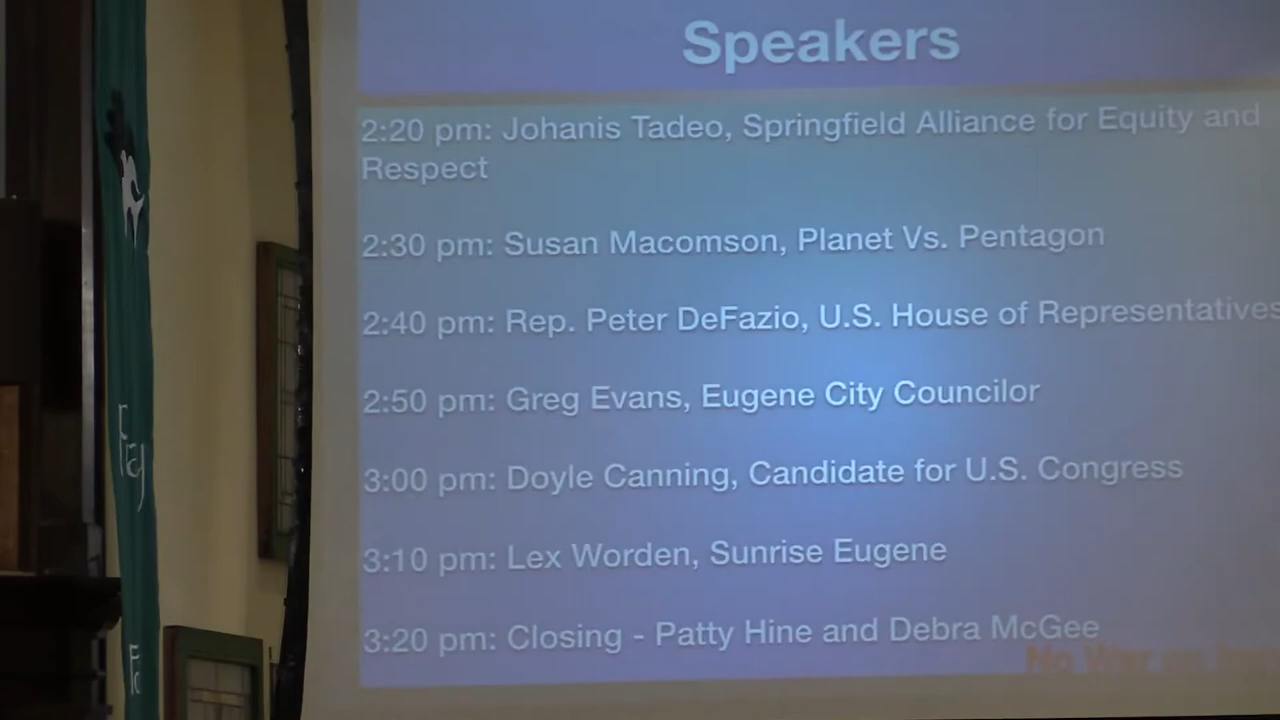 Speakers
2:20 pm: Johanis Tadeo, Springfield Alliance for Equity and
Respect
2:30 pm: Susan Macomson, Planet Vs. Pentagon
2:40 pm: Rep. Peter DeFazio, U.S. House of Representatives
2:50 pm: Greg Evans, Eugene City Councilor
3:00 pm: Doyle Canning, Candidate for U.S. Congress
3:10 pm: Lex Worden, Sunrise Eugene
3:20 pm: Closing - Patty Hine and Debra McGee
No War on